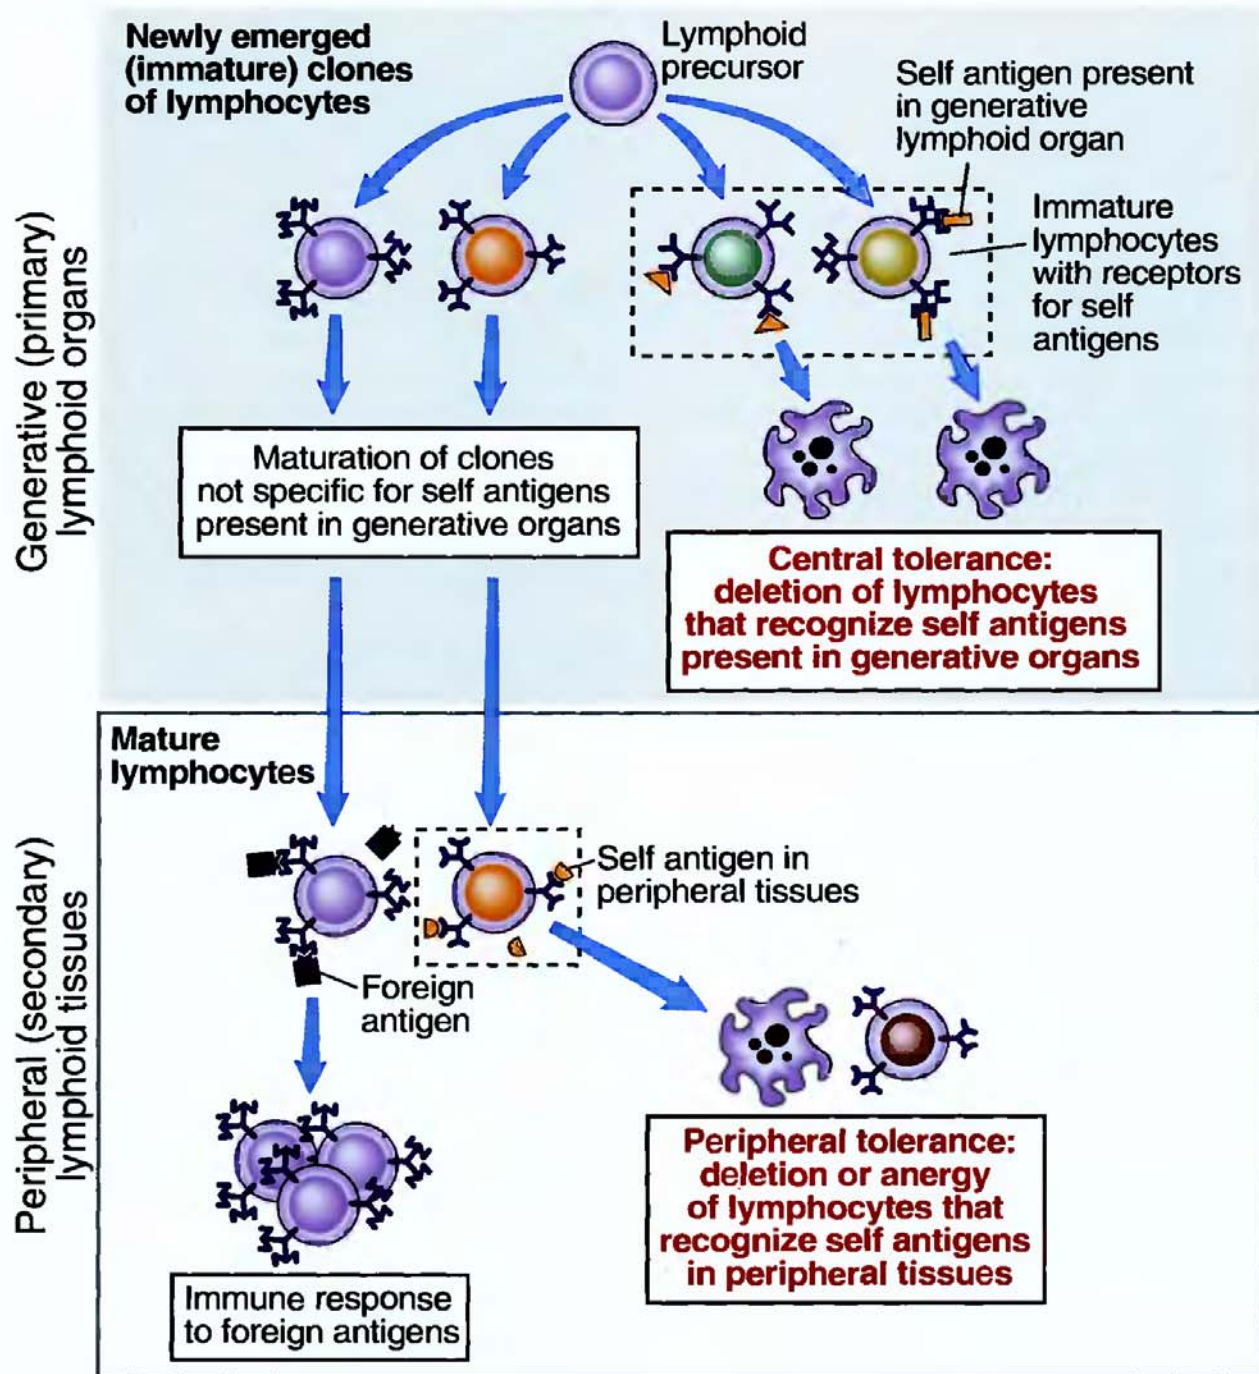 Newly emerged
(immature) clones
of lymphocytes
Lymphoid
precursor
Self antigen present
in generative
lymphoid organ
Immature
lymphocytes
with receptors
for self
antigens
Generative (primary)
lymphoid organs
Maturation of clones
not specific for self antigens
present in generative organs
Central tolerance:
deletion of lymphocytes
that recognize self antigens
present in generative organs
Mature
lymphocytes
Self antigen in
peripheral tissues
Foreign
antigen
Peripheral (secondary)
lymphoid tissues
Peripheral tolerance:
deletion or anergy
of lymphocytes that
recognize self antigens
in peripheral tissues
Immune response
to foreign antigens